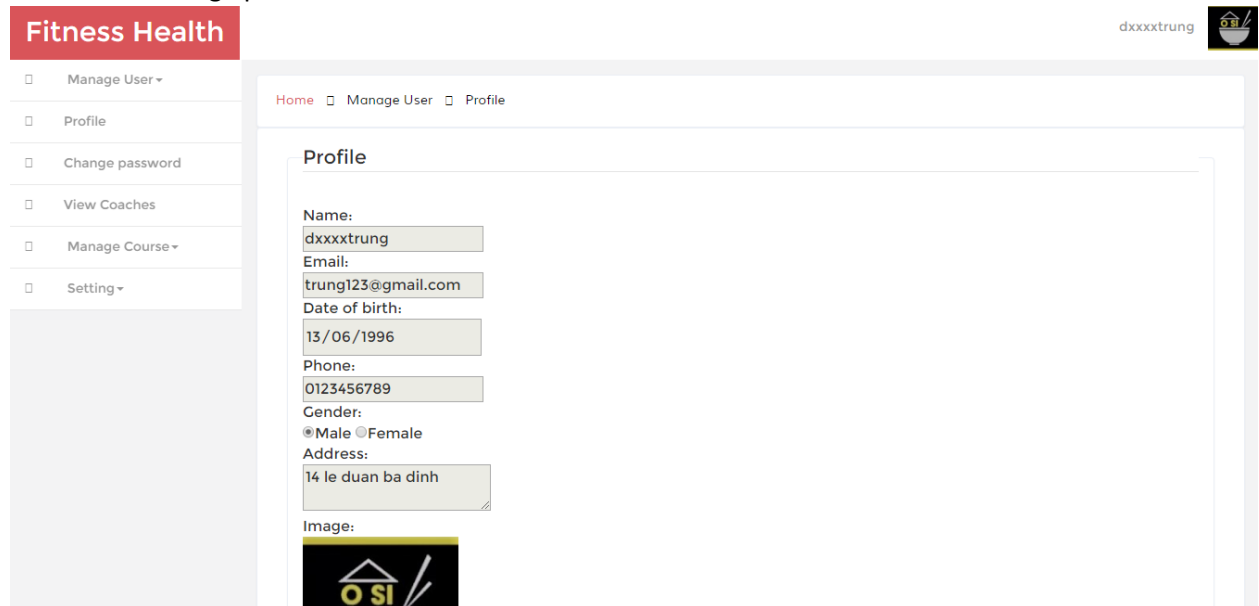 Fitness Health
dxxxxtrung
O SI
Manage User
Profile
Change password
View Coaches
Manage Course
Setting
Home Manage User Profile
Profile
Name:
dxxxxtrung
Email:
trung123@gmail.com
Date of birth:
13/06/1996
Phone:
0123456789
Gender:
Male Female
Address:
14 le duan ba dinh
Image:
O SI